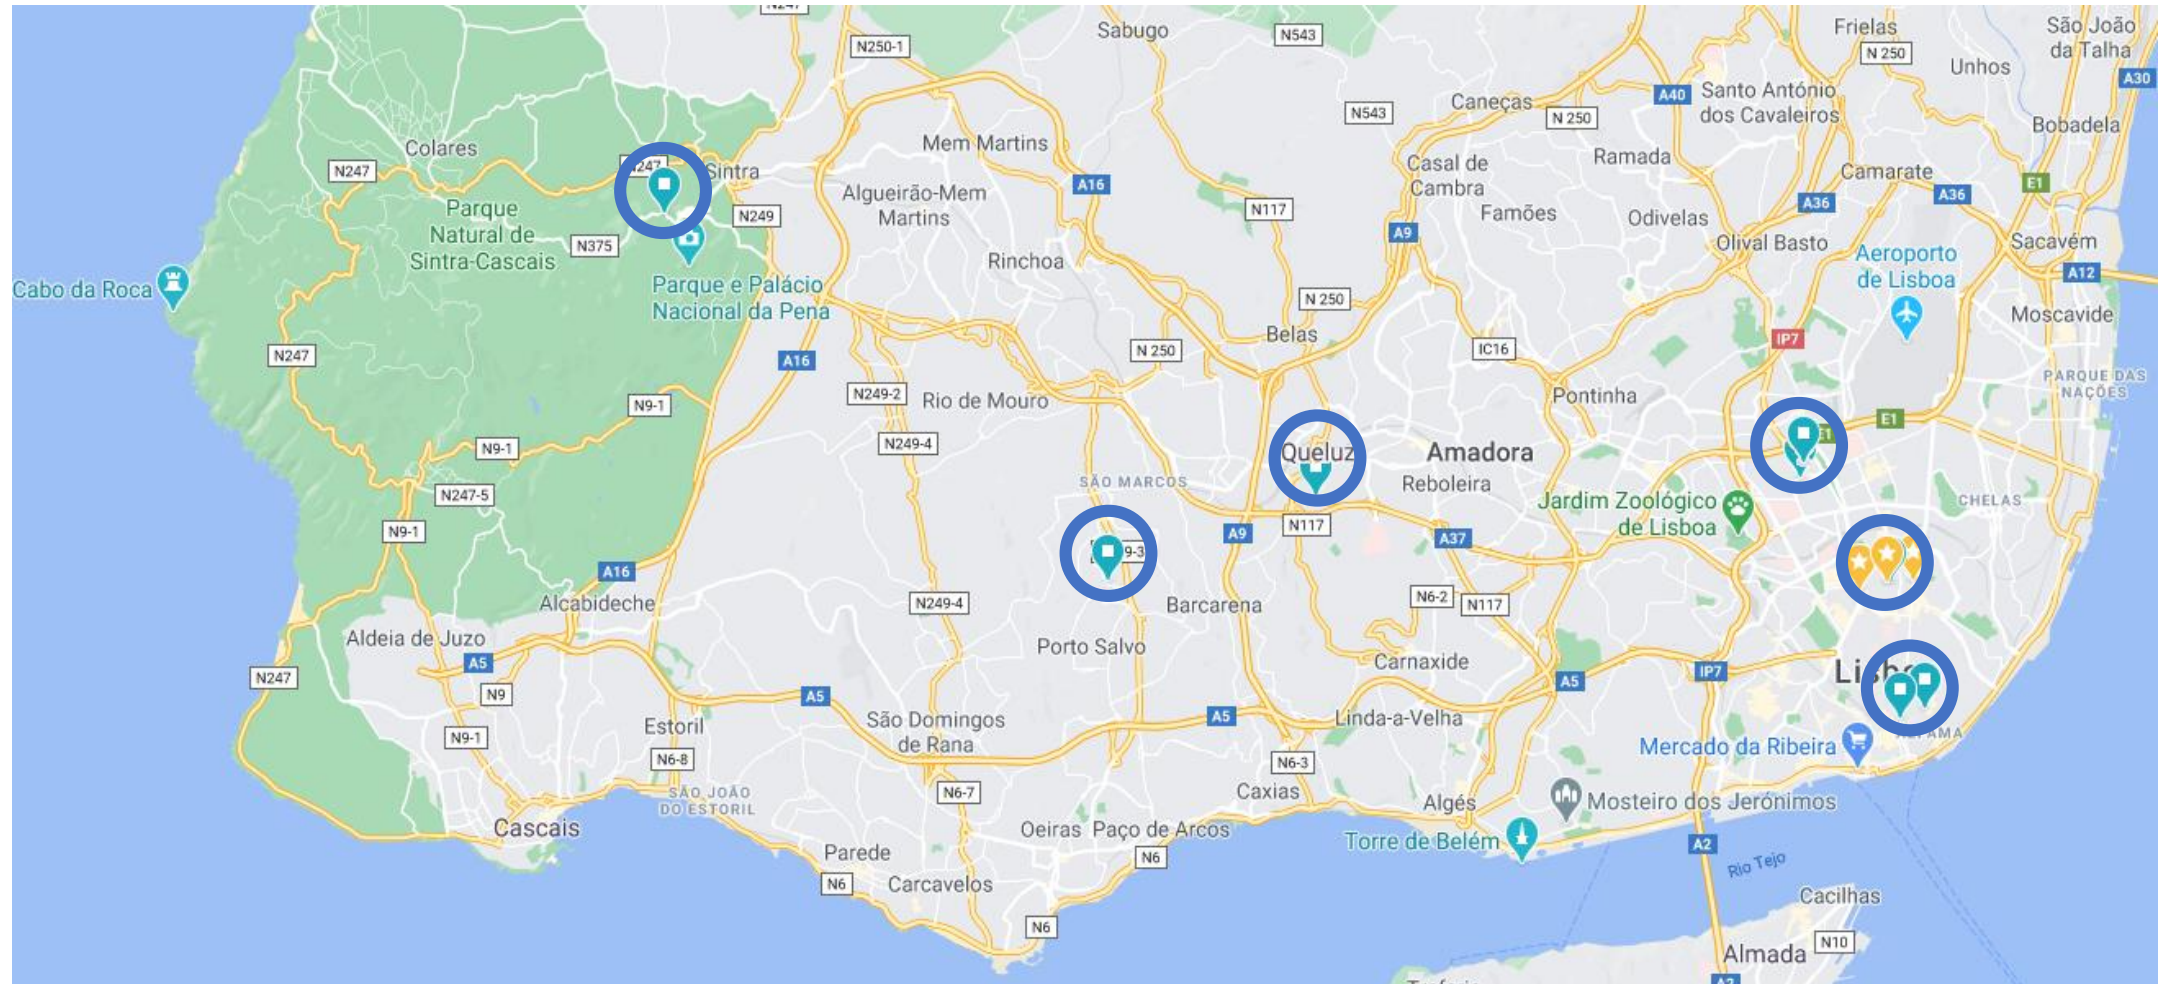 N247
N250-1
Sabugo
N543
Frielas
N 250
São João
da Talha
Unhos
A30
Caneças
A40
Santo António
dos Cavaleiros
N543
N 250
Bobadela
Colares
N247
N247
Sintra
Mem Martins
A16
Algueirão-Mem
Martins
Casal de
Cambra
Ramada
Camarate
E1
A36
A36
N249
N117
Famões
Odivelas
Parque
Natural de
Sintra-Cascais
N375
A9
Olival Basto
Aeroporto
de Lisboa
Sacavém
A12
Rinchoa
Cabo da Roca
Parque e Palácio
Nacional da Pena
N 250
Belas
Moscavide
IP7
N247
A16
N 250
IC16
PARQUE DAS
NAÇÕES
N9-1
N249-2
Rio de Mouro
Pontinha
E1
E1
N9-1
N249-4
Queluz
Amadora
Reboleira
SÃO MARCOS
N247-5
Jardim Zoológico
de Lisboa
CHELAS
N9-1
A9
N117
A37
9-3
A16
Alcabideche
N249-4
Barcarena
N6-2
N117
Aldeia de Juzo
A5
Porto Salvo
Carnaxide
N247
N9
A5
A5
IP7
Estoril
São Domingos
de Rana
A5
Linda-a-Velha
N9-1
N6-8
Mercado da Ribeira
N6-3
SÃO JOÃO
DO ESTORIL
N6-7
Caxias
Algés
Mosteiro dos Jerónimos
Cascais
Oeiras
Paço de Arcos
Torre de Belém
A2
Parede
N6
Rio Tejo
N6
Carcavelos
Cacilhas
N6
Almada
N10
A2